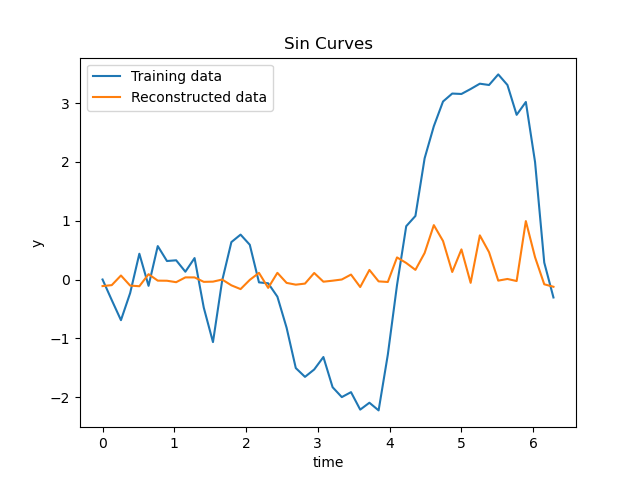 Sin Curves
Training data
Reconstructed data
y
3
2
1
0
−1
−2
0 1 2 3 4 5 6
time